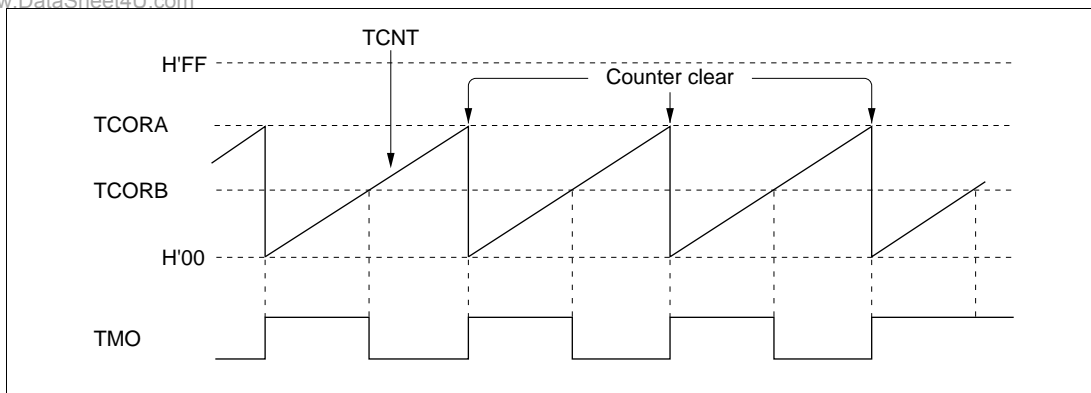 w.DataSheet4U.com
TCNT
H'FF
Counter clear
TCORA
TCORB
H'00
TMO